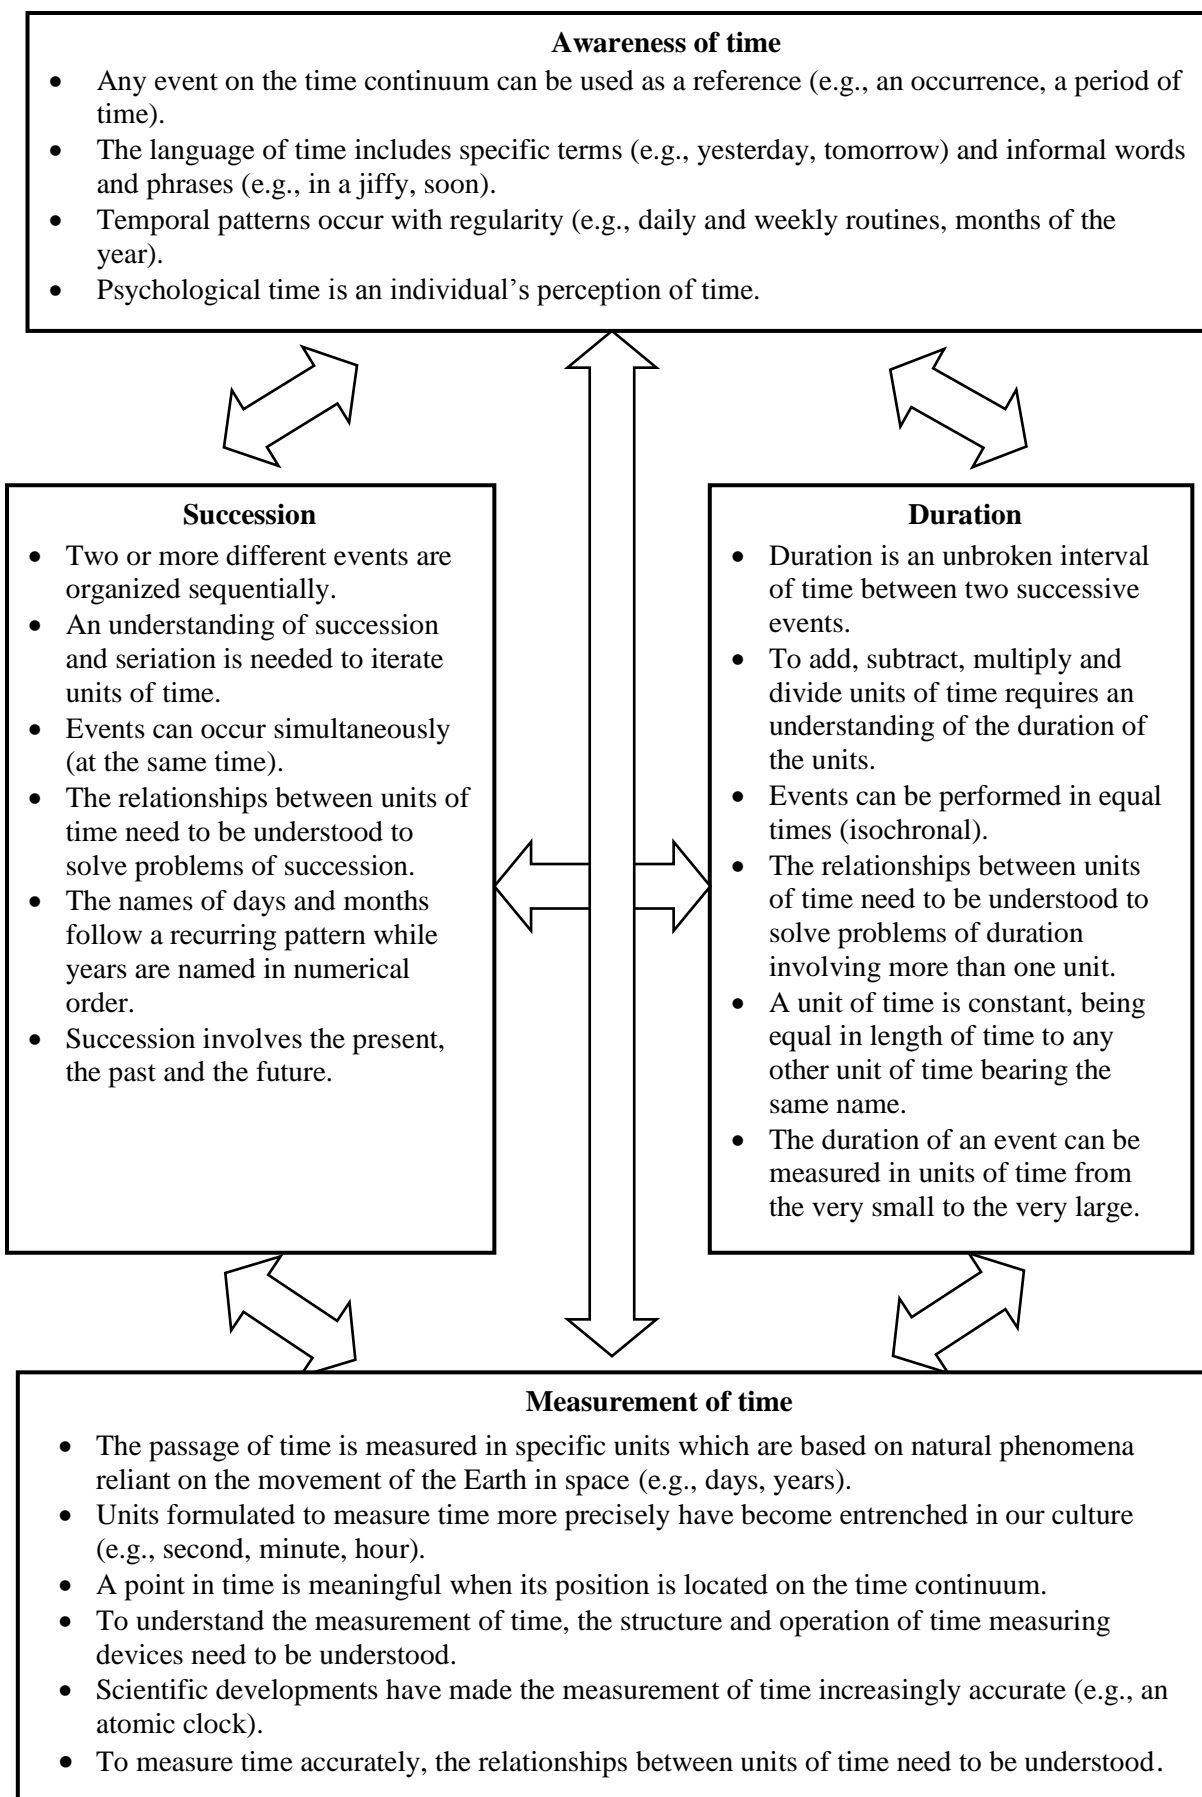 Awareness of time
• Any event on the time continuum can be used as a reference (e.g., an occurrence, a period of
time).
• The language of time includes specific terms (e.g., yesterday, tomorrow) and informal words
and phrases (e.g., in a jiffy, soon).
• Temporal patterns occur with regularity (e.g., daily and weekly routines, months of the
year).
• Psychological time is an individual’s perception of time.
Succession
• Two or more different events are
organized sequentially.
• An understanding of succession
and seriation is needed to iterate
units of time.
• Events can occur simultaneously
(at the same time).
• The relationships between units of
time need to be understood to
solve problems of succession.
• The names of days and months
follow a recurring pattern while
years are named in numerical
order.
• Succession involves the present,
the past and the future.
Duration
• Duration is an unbroken interval
of time between two successive
events.
• To add, subtract, multiply and
divide units of time requires an
understanding of the duration of
the units.
• Events can be performed in equal
times (isochronal).
• The relationships between units
of time need to be understood to
solve problems of duration
involving more than one unit.
• A unit of time is constant, being
equal in length of time to any
other unit of time bearing the
same name.
• The duration of an event can be
measured in units of time from
the very small to the very large.
Measurement of time
• The passage of time is measured in specific units which are based on natural phenomena
reliant on the movement of the Earth in space (e.g., days, years).
• Units formulated to measure time more precisely have become entrenched in our culture
(e.g., second, minute, hour).
• A point in time is meaningful when its position is located on the time continuum.
• To understand the measurement of time, the structure and operation of time measuring
devices need to be understood.
• Scientific developments have made the measurement of time increasingly accurate (e.g., an
atomic clock).
• To measure time accurately, the relationships between units of time need to be understood.